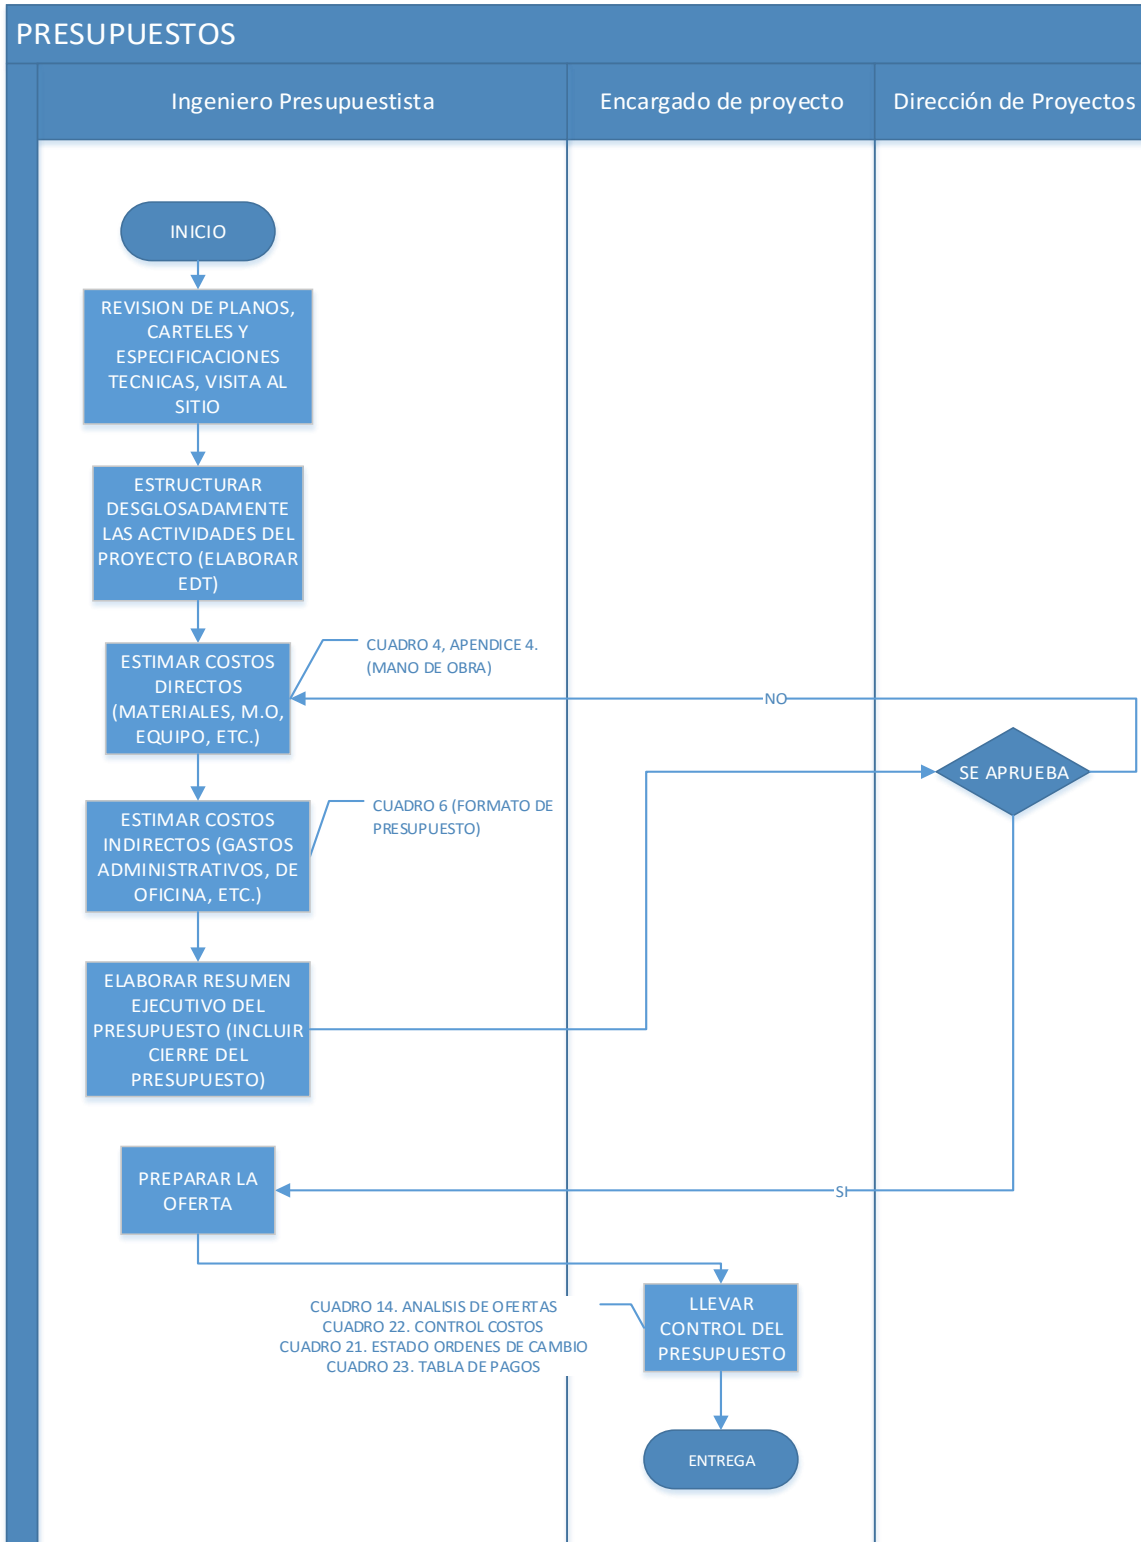 PRESUPUESTOS
Ingeniero Presupuestista
Encargado de proyecto
Dirección de Proyectos
INICIO
REVISION DE PLANOS,
CARTELES Y
ESPECIFICACIONES
TECNICAS, VISITA AL
SITIO
ESTRUCTURAR
DESGLOSADAMENTE
LAS ACTIVIDADES DEL
PROYECTO (ELABORAR
EDT)
ESTIMAR COSTOS
DIRECTOS
(MATERIALES, M.O,
EQUIPO, ETC.)
CUADRO 4, APENDICE 4.
(MANO DE OBRA)
NO
SE APRUEBA
ESTIMAR COSTOS
INDIRECTOS (GASTOS
ADMINISTRATIVOS, DE
OFICINA, ETC.)
CUADRO 6 (FORMATO DE
PRESUPUESTO)
ELABORAR RESUMEN
EJECUTIVO DEL
PRESUPUESTO (INCLUIR
CIERRE DEL
PRESUPUESTO)
PREPARAR LA
OFERTA
SI
CUADRO 14. ANALISIS DE OFERTAS
CUADRO 22. CONTROL COSTOS
CUADRO 21. ESTADO ORDENES DE CAMBIO
CUADRO 23. TABLA DE PAGOS
LLEVAR
CONTROL DEL
PRESUPUESTO
ENTREGA